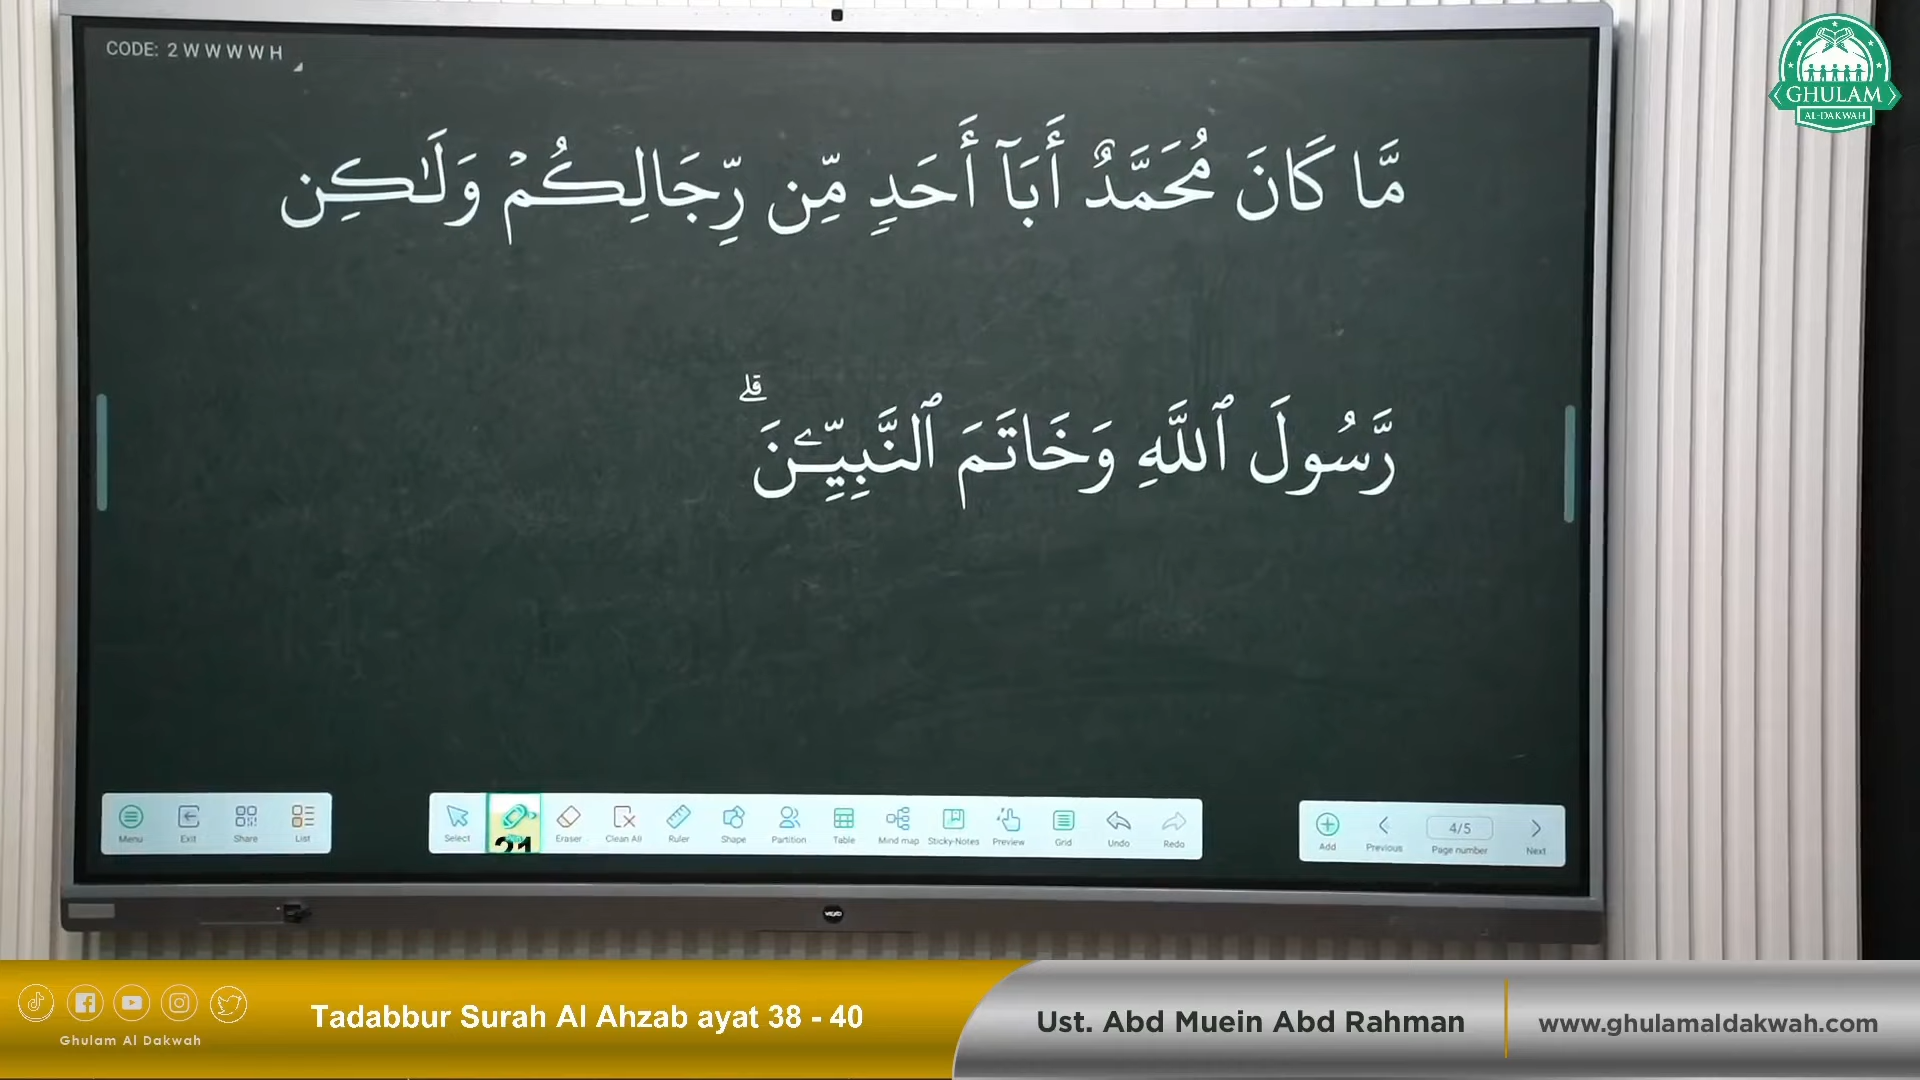 CODE: 2 W W W W H
مَّا كَانَ مُحَمَّدٌ أَبَآ أَحَدٍ مِّن رِّجَالِكُمْ وَلَٰكِن
رَّسُولَ ٱللَّهِ وَخَاتَمَ ٱلنَّبِيِّـۧنَ ۗ
Menu Exit Share List
Select 21 Eraser Clean All Ruler Shape Partition Table Mind map Sticky-Notes Preview Grid Undo Redo
Add Previous 4/5 Page number Next
GHULAM
AL-DAKWAH
Ghulam Al Dakwah
Tadabbur Surah Al Ahzab ayat 38 - 40
Ust. Abd Muein Abd Rahman
www.ghulamaldakwah.com